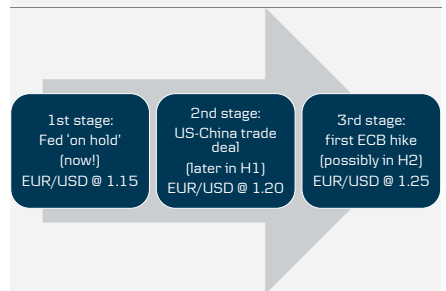 1st stage:
Fed 'on hold'
(now!)
EUR/USD @ 1.15
2nd stage:
US-China trade
deal
(later in H1)
EUR/USD @ 1.20
3rd stage:
first ECB hike
(possibly in H2)
EUR/USD @ 1.25